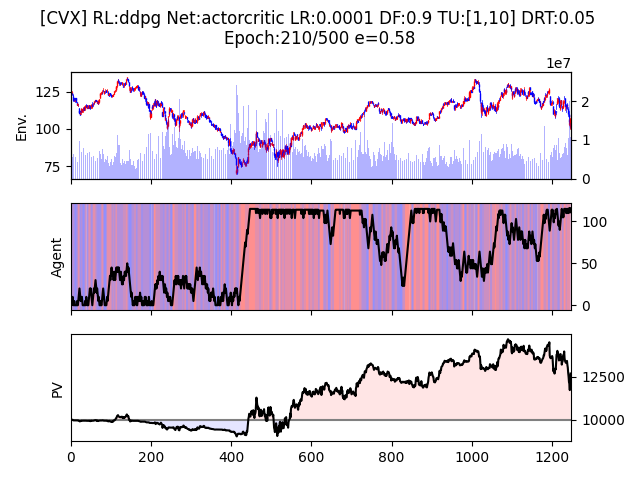 [CVX] RL:ddpg Net:actorcritic LR:0.0001 DF:0.9 TU:[1,10] DRT:0.05
Epoch:210/500 e=0.58
1e7
Env.
125
100
75
2
1
0
Agent
100
50
0
PV
12500
10000
0 200 400 600 800 1000 1200